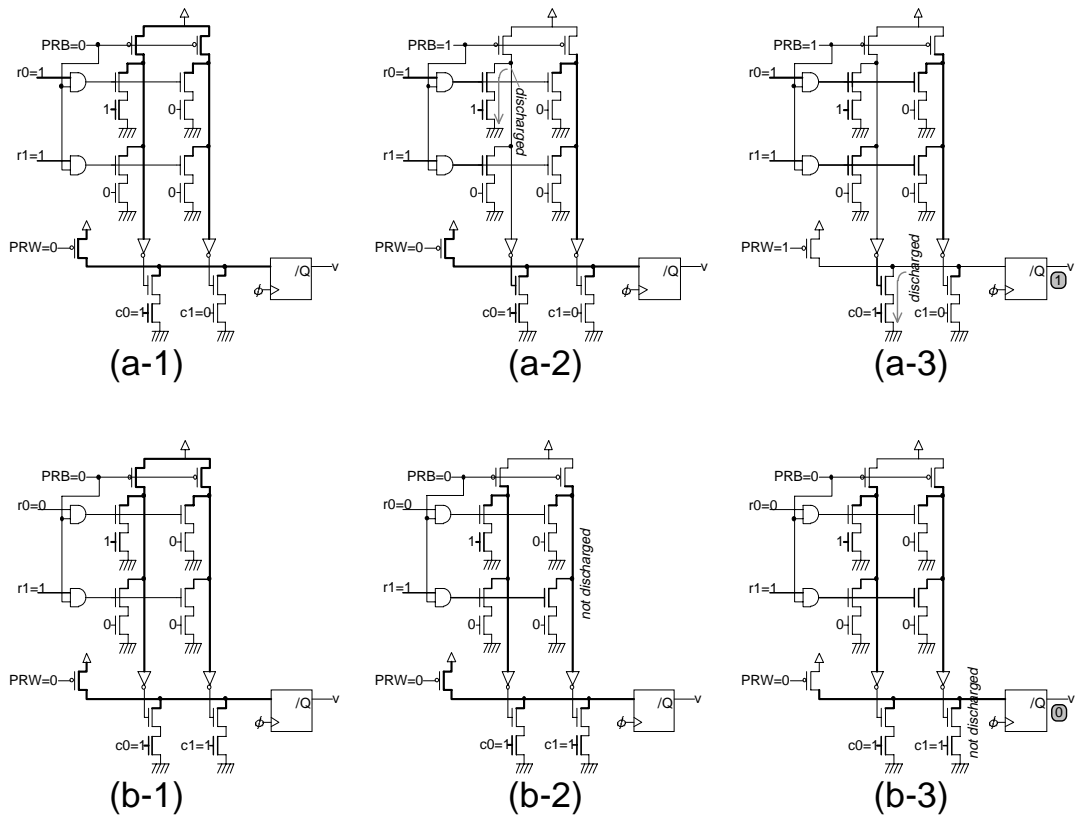 PRB=0
r0=1
1
0
r1=1
0
0
PRW=0
/Q
v
ϕ
c0=1
c1=0
(a-1)
PRB=1
r0=1
discharged
1
0
r1=1
0
0
PRW=0
/Q
v
ϕ
c0=1
c1=0
(a-2)
PRB=1
r0=1
1
0
r1=1
0
0
PRW=1
discharged
/Q
v
1
ϕ
c0=1
c1=0
(a-3)
PRB=0
r0=0
1
0
r1=1
0
0
PRW=0
/Q
v
ϕ
c0=1
c1=1
(b-1)
PRB=0
r0=0
1
0
not discharged
r1=1
0
0
PRW=0
/Q
v
ϕ
c0=1
c1=1
(b-2)
PRB=0
r0=0
1
0
r1=1
0
0
PRW=0
not discharged
/Q
v
0
ϕ
c0=1
c1=1
(b-3)